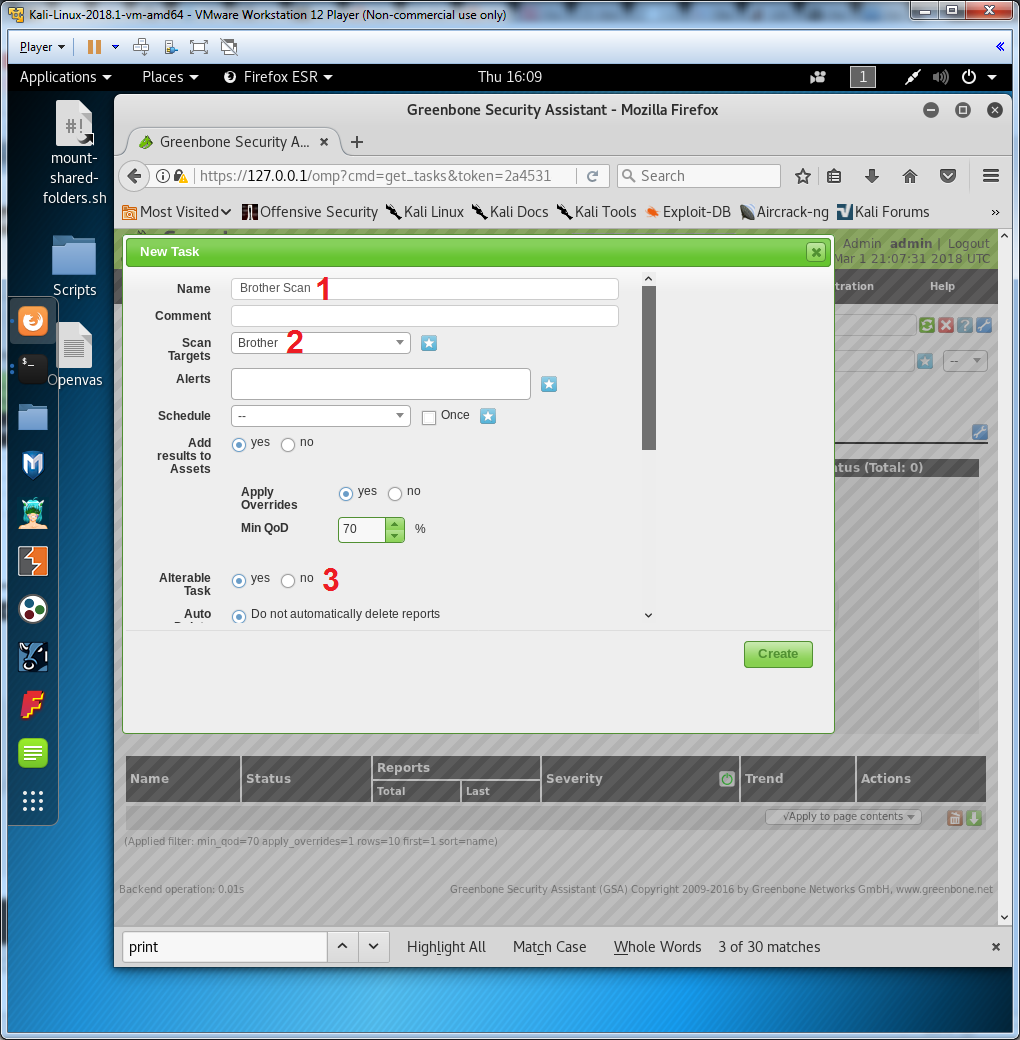 Kali-Linux-2018.1-vm-amd64 - VMware Workstation 12 Player (Non-commercial use only)
Player
Applications Places Firefox ESR Thu 16:09 1
#!
mount-
shared-
folders.sh
Scripts
Openvas
$_
Greenbone Security Assistant - Mozilla Firefox
Greenbone Security A...
https://127.0.0.1/omp?cmd=get_tasks&token=2a4531 Search
Most Visited Offensive Security Kali Linux Kali Docs Kali Tools Exploit-DB Aircrack-ng Kali Forums »
Admin admin | Logout
Mar 1 21:07:31 2018 UTC
tration Help
New Task
Name Brother Scan 1
Comment
Scan Targets Brother 2
Alerts
Schedule -- Once
--
Add
results to
Assets
yes no
Apply
Overrides
yes no
Min QoD 70 %
atus (Total: 0)
Alterable
Task
yes no 3
Auto Do not automatically delete reports
Create
Name Status Reports Severity Trend Actions
Total Last
√Apply to page contents
(Applied filter: min_qod=70 apply_overrides=1 rows=10 first=1 sort=name)
Backend operation: 0.01s Greenbone Security Assistant (GSA) Copyright 2009-2016 by Greenbone Networks GmbH, www.greenbone.net
print Highlight All Match Case Whole Words 3 of 30 matches